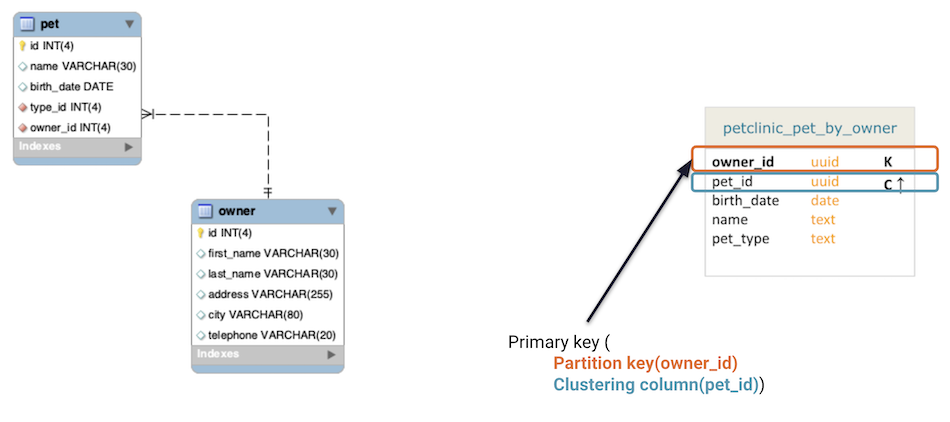 pet
id INT(4)
name VARCHAR(30)
birth_date DATE
type_id INT(4)
owner_id INT(4)
Indexes
owner
id INT(4)
first_name VARCHAR(30)
last_name VARCHAR(30)
address VARCHAR(255)
city VARCHAR(80)
telephone VARCHAR(20)
Indexes
petclinic_pet_by_owner
owner_id uuid K
pet_id uuid C ↑
birth_date date
name text
pet_type text
Primary key (
Partition key(owner_id)
Clustering column(pet_id))